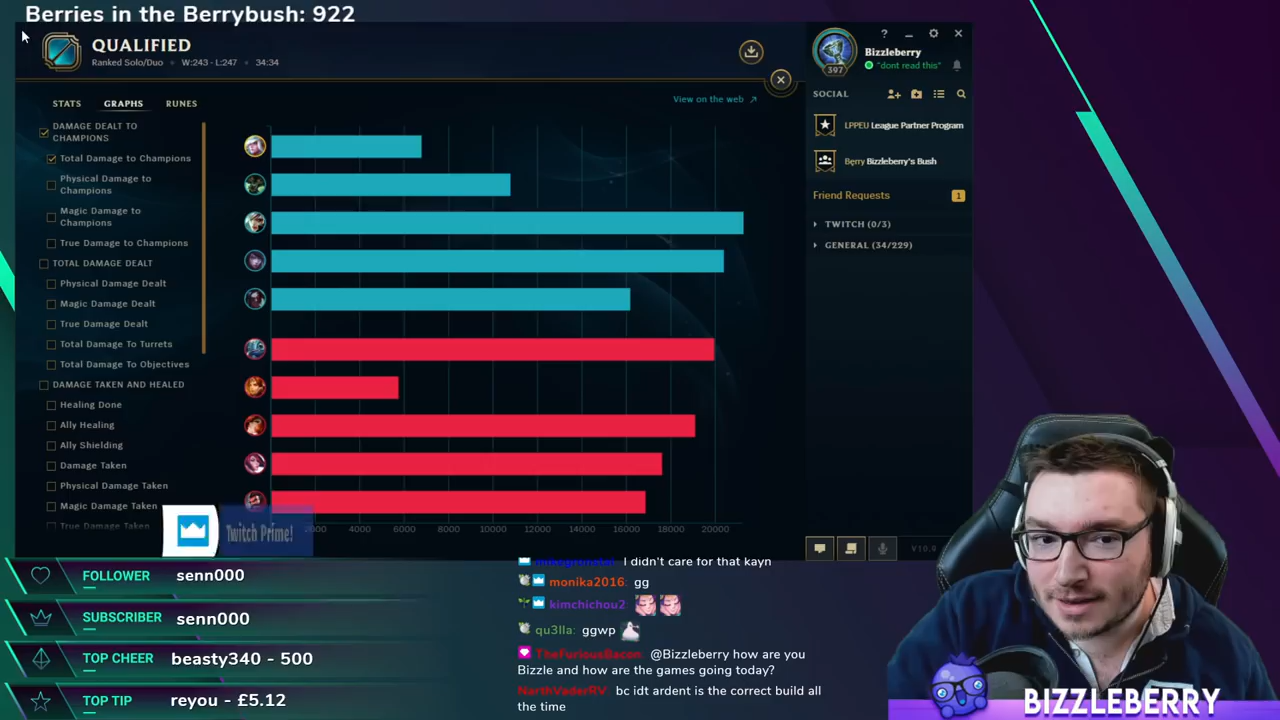 Berries in the Berrybush: 922
QUALIFIED
Ranked Solo/Duo • W:243 - L:247 • 34:34
STATS GRAPHS RUNES
View on the web
DAMAGE DEALT TO
CHAMPIONS
Total Damage to Champions
Physical Damage to
Champions
Magic Damage to
Champions
True Damage to Champions
TOTAL DAMAGE DEALT
Physical Damage Dealt
Magic Damage Dealt
True Damage Dealt
Total Damage To Turrets
Total Damage To Objectives
DAMAGE TAKEN AND HEALED
Healing Done
Ally Healing
Ally Shielding
Damage Taken
Physical Damage Taken
Magic Damage Taken
True Damage Taken
2000 4000 6000 8000 10000 12000 14000 16000 18000 20000
Twitch Prime!
?
397
Bizzleberry
"dont read this"
SOCIAL
LPPEU League Partner Program
Berry Bizzleberry's Bush
Friend Requests 1
TWITCH (0/3)
GENERAL (34/229)
FOLLOWER senn000
SUBSCRIBER senn000
TOP CHEER beasty340 - 500
TOP TIP reyou - £5.12
I didn't care for that kayn
monika2016: gg
kimchichou2:
qu3lla: ggwp
TheFuriousBacon: @Bizzleberry how are you
Bizzle and how are the games going today?
NarthVaderRV: bc idt ardent is the correct build all
the time
BIZZLEBERRY